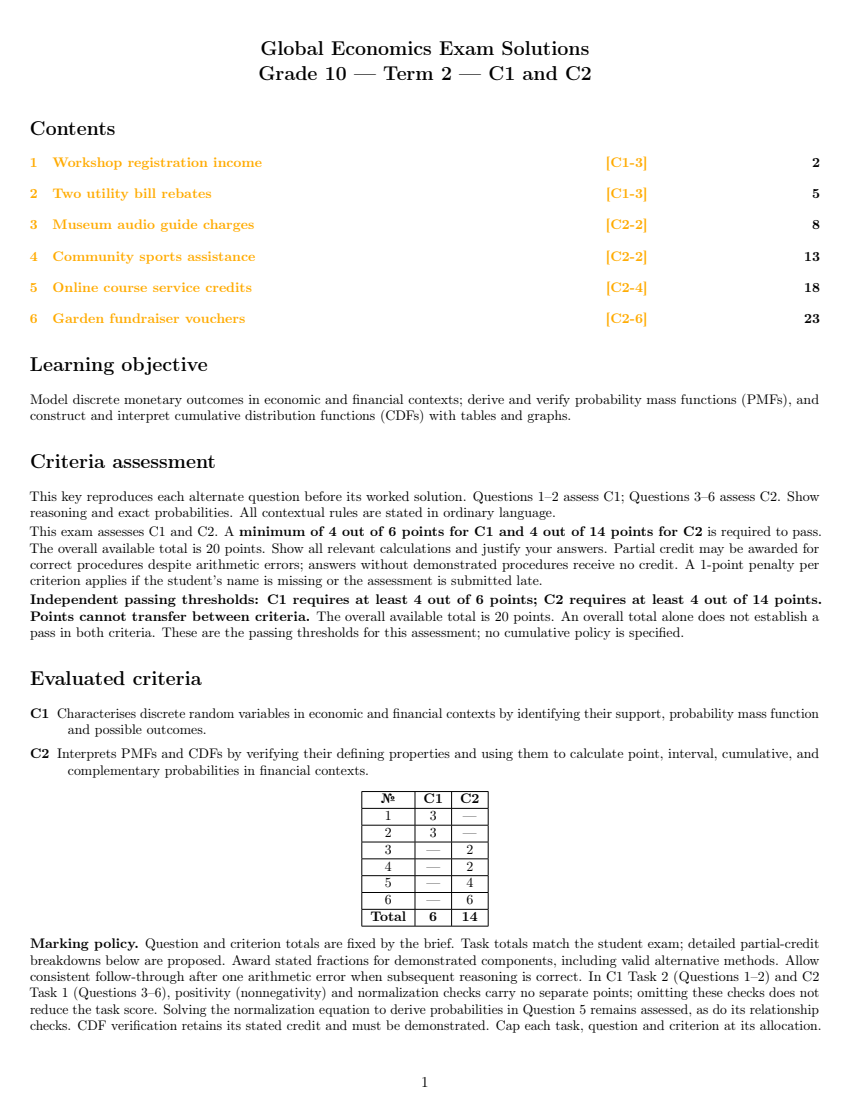 Global Economics Exam Solutions
Grade 10 — Term 2 — C1 and C2
Contents
1 Workshop registration income [C1-3] 2
2 Two utility bill rebates [C1-3] 5
3 Museum audio guide charges [C2-2] 8
4 Community sports assistance [C2-2] 13
5 Online course service credits [C2-4] 18
6 Garden fundraiser vouchers [C2-6] 23
Learning objective
Model discrete monetary outcomes in economic and financial contexts; derive and verify probability mass functions (PMFs), and
construct and interpret cumulative distribution functions (CDFs) with tables and graphs.
Criteria assessment
This key reproduces each alternate question before its worked solution. Questions 1–2 assess C1; Questions 3–6 assess C2. Show
reasoning and exact probabilities. All contextual rules are stated in ordinary language.
This exam assesses C1 and C2. A minimum of 4 out of 6 points for C1 and 4 out of 14 points for C2 is required to pass.
The overall available total is 20 points. Show all relevant calculations and justify your answers. Partial credit may be awarded for
correct procedures despite arithmetic errors; answers without demonstrated procedures receive no credit. A 1-point penalty per
criterion applies if the student's name is missing or the assessment is submitted late.
Independent passing thresholds: C1 requires at least 4 out of 6 points; C2 requires at least 4 out of 14 points.
Points cannot transfer between criteria. The overall available total is 20 points. An overall total alone does not establish a
pass in both criteria. These are the passing thresholds for this assessment; no cumulative policy is specified.
Evaluated criteria
C1 Characterises discrete random variables in economic and financial contexts by identifying their support, probability mass function
and possible outcomes.
C2 Interprets PMFs and CDFs by verifying their defining properties and using them to calculate point, interval, cumulative, and
complementary probabilities in financial contexts.
№ C1 C2
1 3 —
2 3 —
3 — 2
4 — 2
5 — 4
6 — 6
Total 6 14
Marking policy. Question and criterion totals are fixed by the brief. Task totals match the student exam; detailed partial-credit
breakdowns below are proposed. Award stated fractions for demonstrated components, including valid alternative methods. Allow
consistent follow-through after one arithmetic error when subsequent reasoning is correct. In C1 Task 2 (Questions 1–2) and C2
Task 1 (Questions 3–6), positivity (nonnegativity) and normalization checks carry no separate points; omitting these checks does not
reduce the task score. Solving the normalization equation to derive probabilities in Question 5 remains assessed, as do its relationship
checks. CDF verification retains its stated credit and must be demonstrated. Cap each task, question and criterion at its allocation.
1